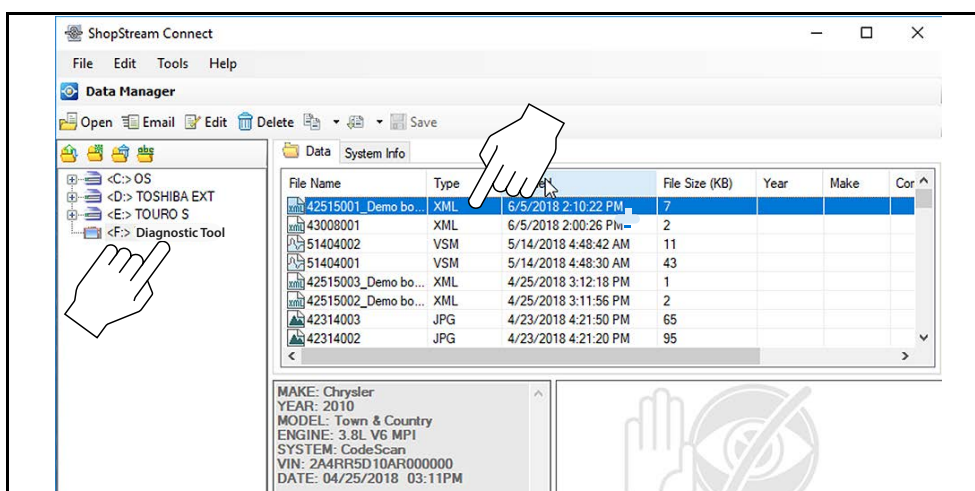 ShopStream Connect
File Edit Tools Help
Data Manager
Open Email Edit Delete Save
Data System Info
<C:> OS
<D:> TOSHIBA EXT
<E:> TOURO S
<F:> Diagnostic Tool
File Name Type File Size (KB) Year Make Cor
42515001_Demo bo... XML 6/5/2018 2:10:22 PM 7
43008001 XML 6/5/2018 2:00:26 PM 2
51404002 VSM 5/14/2018 4:48:42 AM 11
51404001 VSM 5/14/2018 4:48:30 AM 43
42515003_Demo bo... XML 4/25/2018 3:12:18 PM 1
42515002_Demo bo... XML 4/25/2018 3:11:56 PM 2
42314003 JPG 4/23/2018 4:21:50 PM 65
42314002 JPG 4/23/2018 4:21:20 PM 95
MAKE: Chrysler
YEAR: 2010
MODEL: Town & Country
ENGINE: 3.8L V6 MPI
SYSTEM: CodeScan
VIN: 2A4RR5D10AR000000
DATE: 04/25/2018 03:11PM